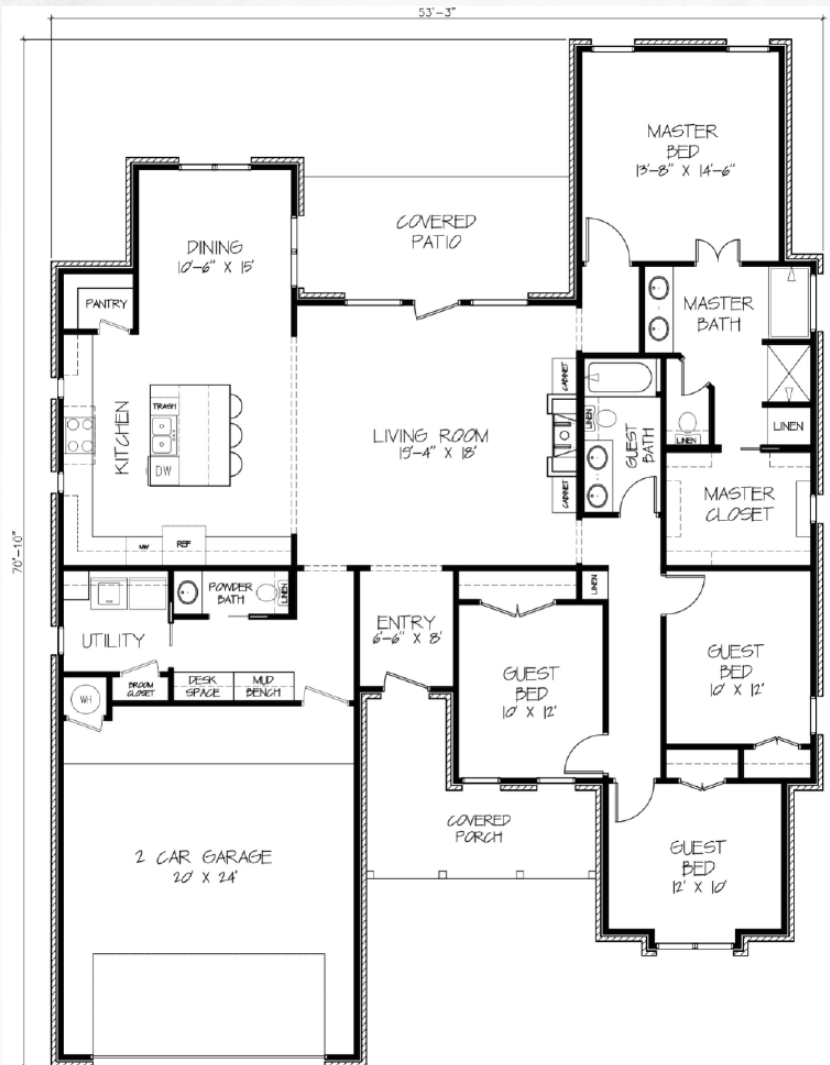 53'-3"
MASTER
BED
13'-8" X 14'-6"
COVERED
PATIO
DINING
10'-6" X 15'
PANTRY
MASTER
BATH
CABINET
TRASH
KITCHEN
DW
LIVING ROOM
19'-4" X 18'
LINEN
GUEST
BATH
LINEN
LINEN
CABINET
MASTER
CLOSET
70'-10"
MW
REF
POWDER
BATH
LINEN
LINEN
UTILITY
ENTRY
6'-6" X 8'
GUEST
BED
10' X 12'
GUEST
BED
10' X 12'
BROOM
CLOSET
DESK
SPACE
MUD
BENCH
WH
COVERED
PORCH
2 CAR GARAGE
20' X 24'
GUEST
BED
12' X 10'